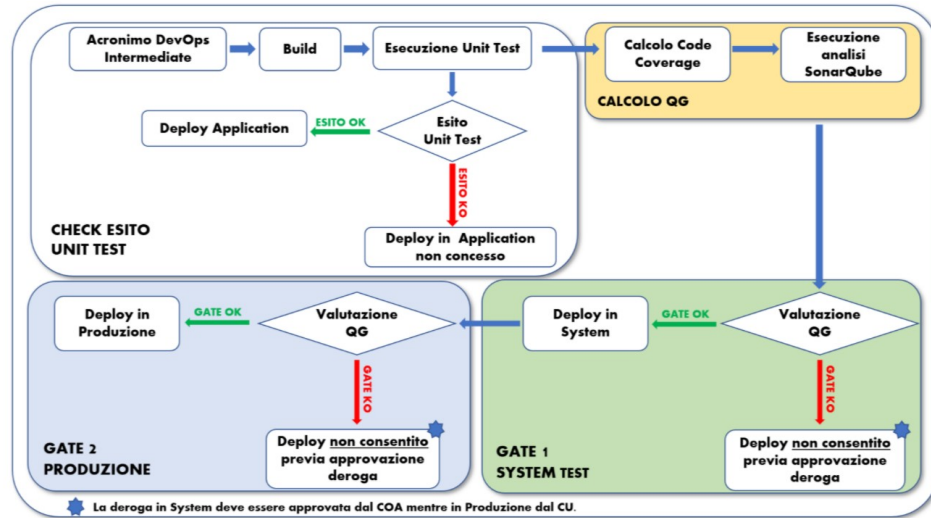 Acronimo DevOps
Intermediate
Build
Esecuzione Unit Test
Calcolo Code
Coverage
Esecuzione
analisi
SonarQube
CALCOLO QG
Deploy Application
ESITO OK
Esito
Unit Test
ESITO KO
CHECK ESITO
UNIT TEST
Deploy in Application
non concesso
Deploy in
Produzione
GATE OK
Valutazione
QG
Deploy in
System
GATE OK
Valutazione
QG
GATE KO
GATE KO
GATE 2
PRODUZIONE
Deploy non consentito
previa approvazione
deroga
GATE 1
SYSTEM TEST
Deploy non consentito
previa approvazione
deroga
La deroga in System deve essere approvata dal COA mentre in Produzione dal CU.